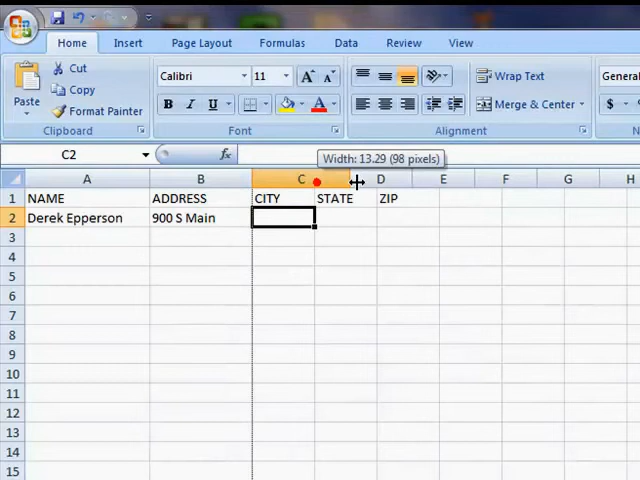 Home Insert Page Layout Formulas Data Review View
Cut
Copy
Format Painter
Paste
Clipboard
Calibri 11 A A
B I U A
Font
Wrap Text
Merge & Center
Alignment
General
$
C2 fx
Width: 13.29 (98 pixels)
A B C D E F G H
1 NAME ADDRESS CITY STATE ZIP
2 Derek Epperson 900 S Main
3
4
5
6
7
8
9
10
11
12
13
14
15